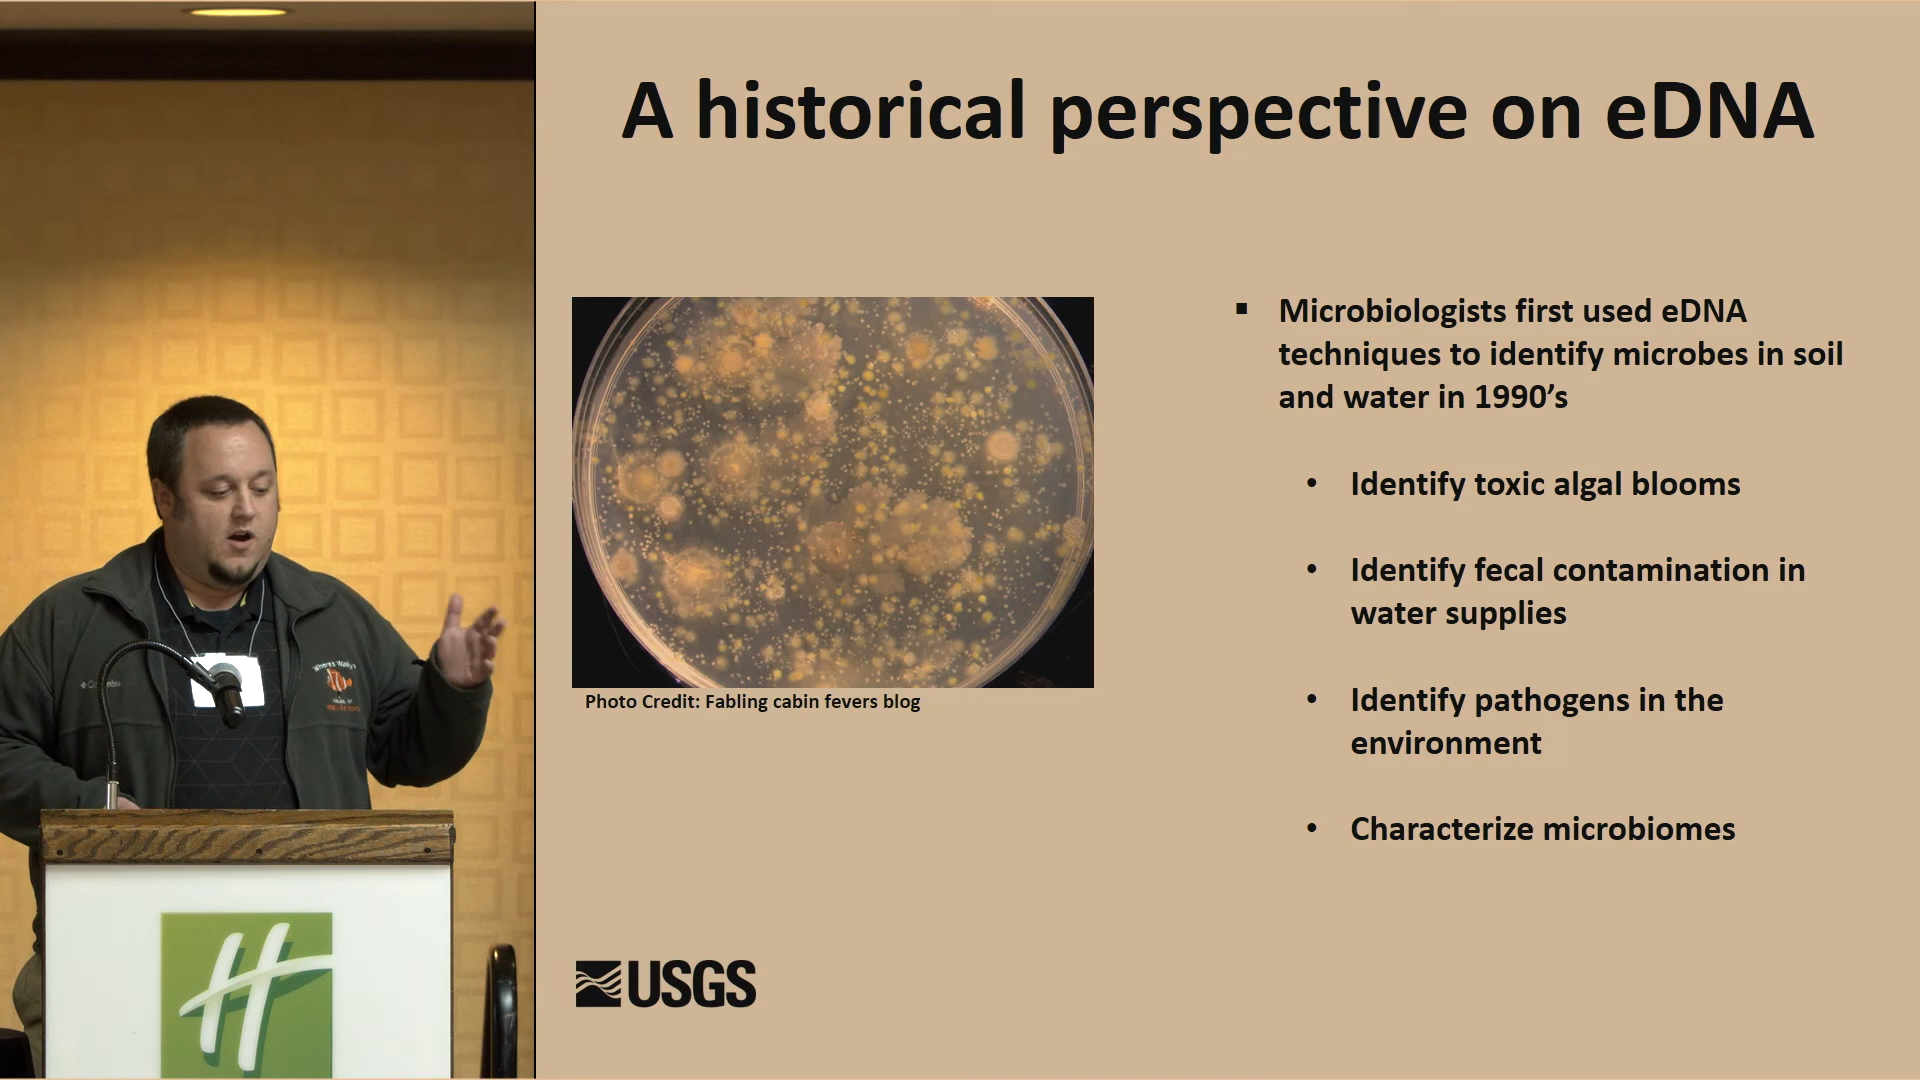 A historical perspective on eDNA
Microbiologists first used eDNA
techniques to identify microbes in soil
and water in 1990’s
Identify toxic algal blooms
Identify fecal contamination in
water supplies
Identify pathogens in the
environment
Characterize microbiomes
Photo Credit: Fabling cabin fevers blog
USGS
Columbia
H